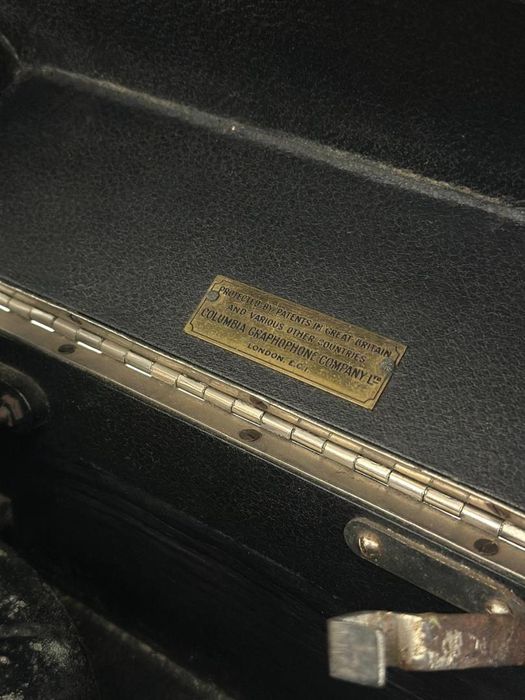 PROTECTED BY PATENTS IN GREAT BRITAIN
AND VARIOUS OTHER COUNTRIES
COLUMBIA GRAPHOPHONE COMPANY LTD
LONDON, E.C.1